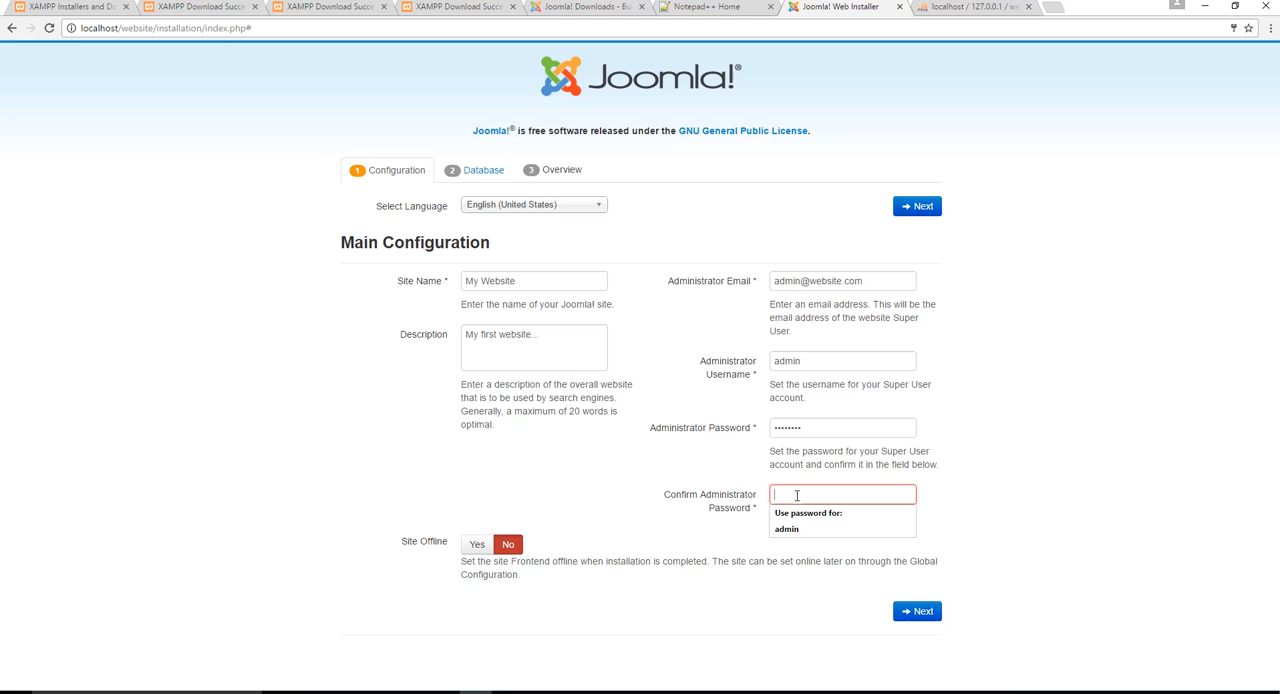 XAMPP Installers and Do
XAMPP Download Succe
XAMPP Download Succe
XAMPP Download Succe
Joomla! Downloads - Bu
Notepad++ Home
Joomla! Web Installer
localhost / 127.0.0.1 / we
localhost/website/installation/index.php#
Joomla!®
Joomla!® is free software released under the GNU General Public License.
1 Configuration
2 Database
3 Overview
Select Language
English (United States)
Next
Main Configuration
Site Name *
My Website
Enter the name of your Joomla! site.
Description
My first website...
Enter a description of the overall website
that is to be used by search engines.
Generally, a maximum of 20 words is
optimal.
Administrator Email *
admin@website.com
Enter an email address. This will be the
email address of the website Super
User.
Administrator
Username *
admin
Set the username for your Super User
account.
Administrator Password *
••••••••
Set the password for your Super User
account and confirm it in the field below.
Confirm Administrator
Password *
Use password for:
admin
Site Offline
Yes
No
Set the site Frontend offline when installation is completed. The site can be set online later on through the Global
Configuration.
Next